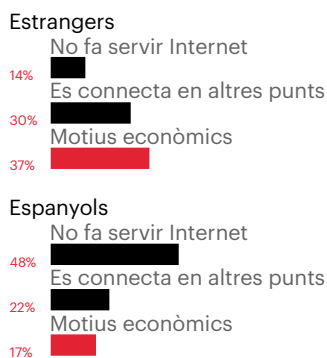 Estrangers
No fa servir Internet
14%
Es connecta en altres punts
30%
Motius econòmics
37%
Espanyols
No fa servir Internet
48%
Es connecta en altres punts
22%
Motius econòmics
17%